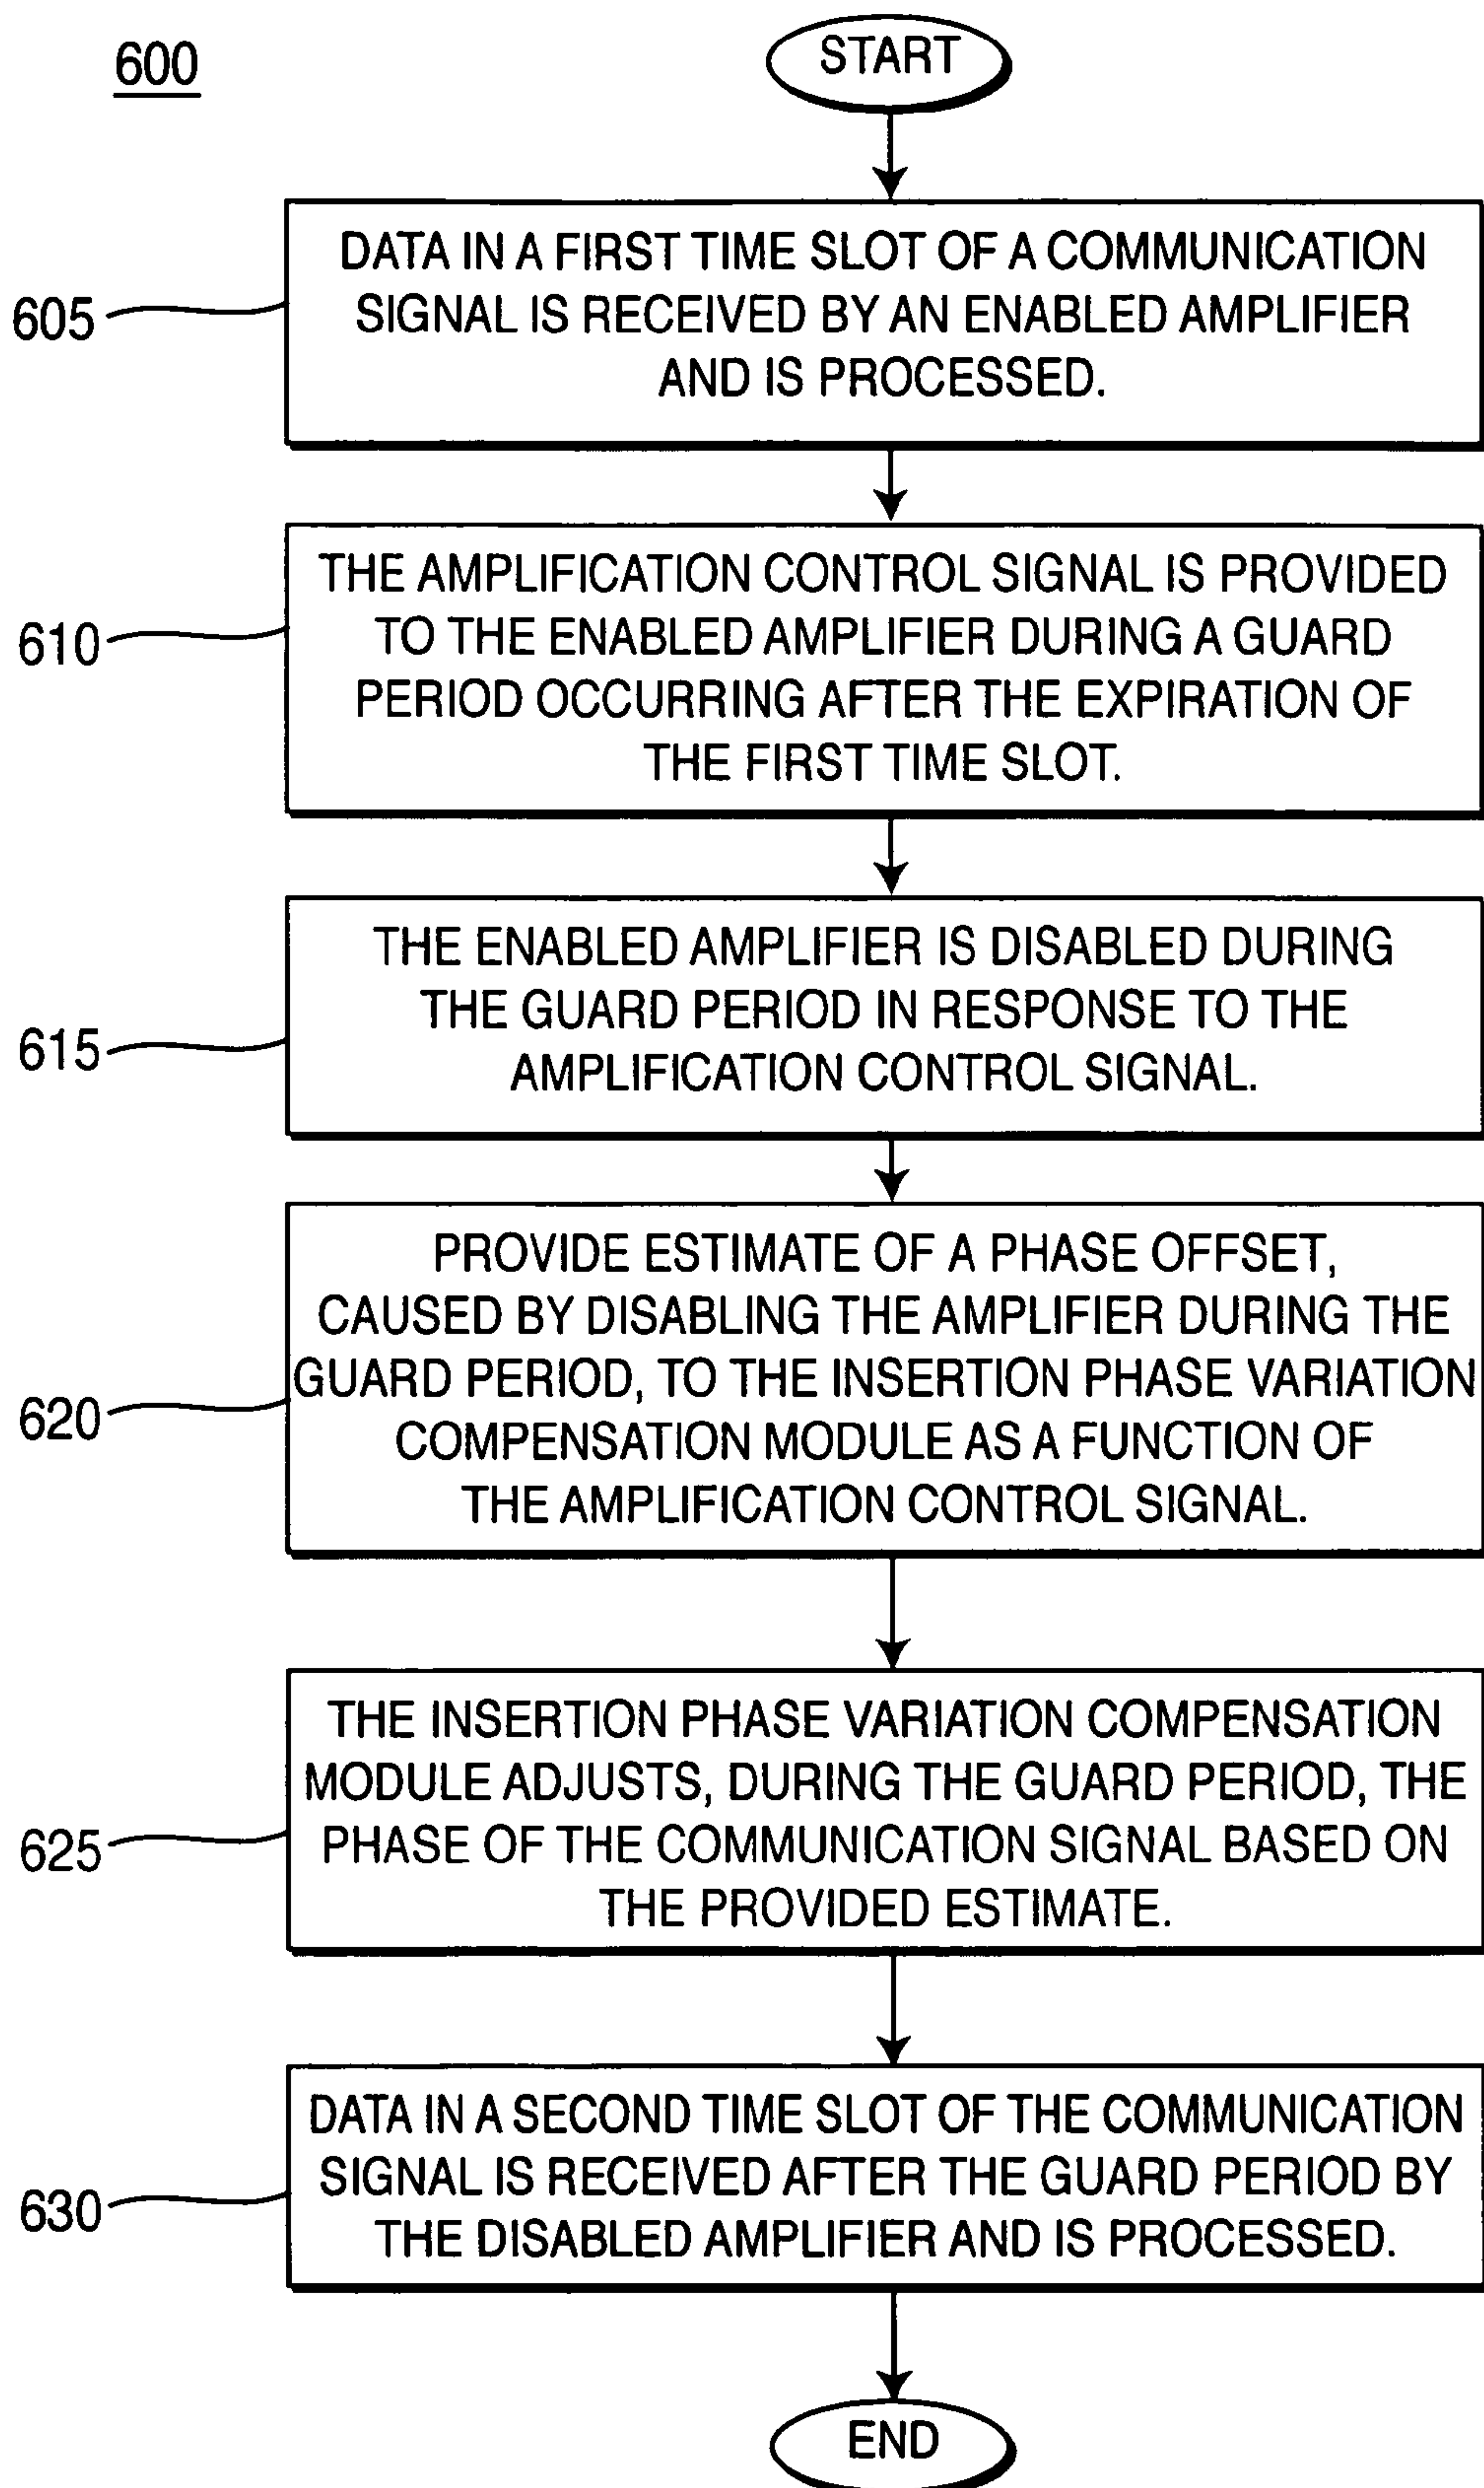 600
START
605
DATA IN A FIRST TIME SLOT OF A COMMUNICATION
SIGNAL IS RECEIVED BY AN ENABLED AMPLIFIER
AND IS PROCESSED.
610
THE AMPLIFICATION CONTROL SIGNAL IS PROVIDED
TO THE ENABLED AMPLIFIER DURING A GUARD
PERIOD OCCURRING AFTER THE EXPIRATION OF
THE FIRST TIME SLOT.
615
THE ENABLED AMPLIFIER IS DISABLED DURING
THE GUARD PERIOD IN RESPONSE TO THE
AMPLIFICATION CONTROL SIGNAL.
620
PROVIDE ESTIMATE OF A PHASE OFFSET,
CAUSED BY DISABLING THE AMPLIFIER DURING THE
GUARD PERIOD, TO THE INSERTION PHASE VARIATION
COMPENSATION MODULE AS A FUNCTION OF
THE AMPLIFICATION CONTROL SIGNAL.
625
THE INSERTION PHASE VARIATION COMPENSATION
MODULE ADJUSTS, DURING THE GUARD PERIOD, THE
PHASE OF THE COMMUNICATION SIGNAL BASED ON
THE PROVIDED ESTIMATE.
630
DATA IN A SECOND TIME SLOT OF THE COMMUNICATION
SIGNAL IS RECEIVED AFTER THE GUARD PERIOD BY
THE DISABLED AMPLIFIER AND IS PROCESSED.
END